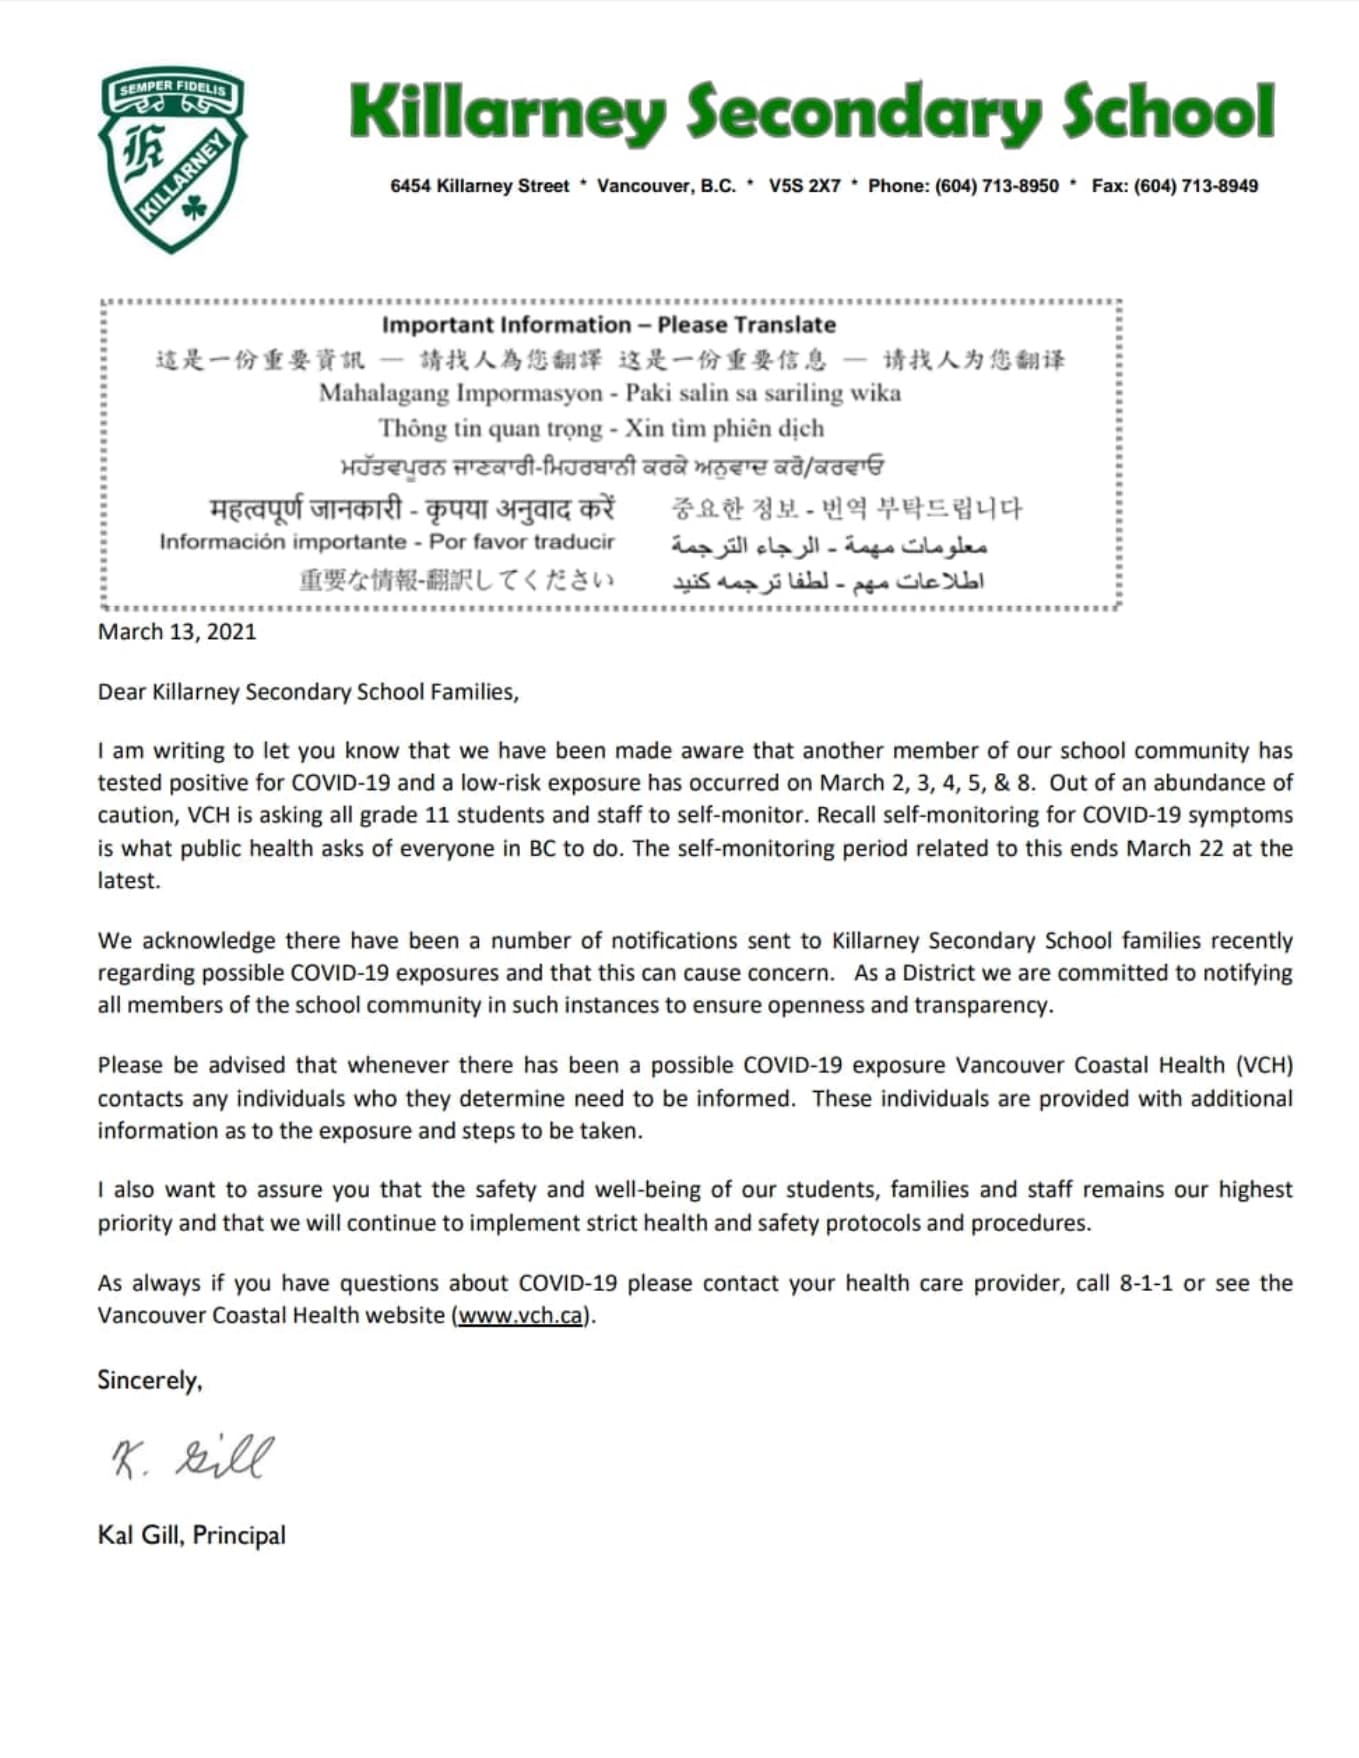 SEMPER FIDELIS
K
KILLARNEY
Killarney Secondary School
6454 Killarney Street * Vancouver, B.C. * V5S 2X7 * Phone: (604) 713-8950 * Fax: (604) 713-8949
Important Information – Please Translate
這是一份重要資訊 — 請找人為您翻譯 这是一份重要信息 — 请找人为您翻译
Mahalagang Impormasyon - Paki salin sa sariling wika
Thông tin quan trọng - Xin tìm phiên dịch
ਮਹੱਤਵਪੂਰਨ ਜਾਣਕਾਰੀ-ਮਿਹਰਬਾਨੀ ਕਰਕੇ ਅਨੁਵਾਦ ਕਰੋ/ਕਰਵਾਓ
महत्वपूर्ण जानकारी - कृपया अनुवाद करें 중요한 정보 - 번역 부탁드립니다
Información importante - Por favor traducir معلومات مهمة - الرجاء الترجمة
重要な情報-翻訳してください اطلاعات مهم - لطفا ترجمه کنید
March 13, 2021
Dear Killarney Secondary School Families,
I am writing to let you know that we have been made aware that another member of our school community has
tested positive for COVID-19 and a low-risk exposure has occurred on March 2, 3, 4, 5, & 8. Out of an abundance of
caution, VCH is asking all grade 11 students and staff to self-monitor. Recall self-monitoring for COVID-19 symptoms
is what public health asks of everyone in BC to do. The self-monitoring period related to this ends March 22 at the
latest.
We acknowledge there have been a number of notifications sent to Killarney Secondary School families recently
regarding possible COVID-19 exposures and that this can cause concern. As a District we are committed to notifying
all members of the school community in such instances to ensure openness and transparency.
Please be advised that whenever there has been a possible COVID-19 exposure Vancouver Coastal Health (VCH)
contacts any individuals who they determine need to be informed. These individuals are provided with additional
information as to the exposure and steps to be taken.
I also want to assure you that the safety and well-being of our students, families and staff remains our highest
priority and that we will continue to implement strict health and safety protocols and procedures.
As always if you have questions about COVID-19 please contact your health care provider, call 8-1-1 or see the
Vancouver Coastal Health website (www.vch.ca).
Sincerely,
K. Gill
Kal Gill, Principal